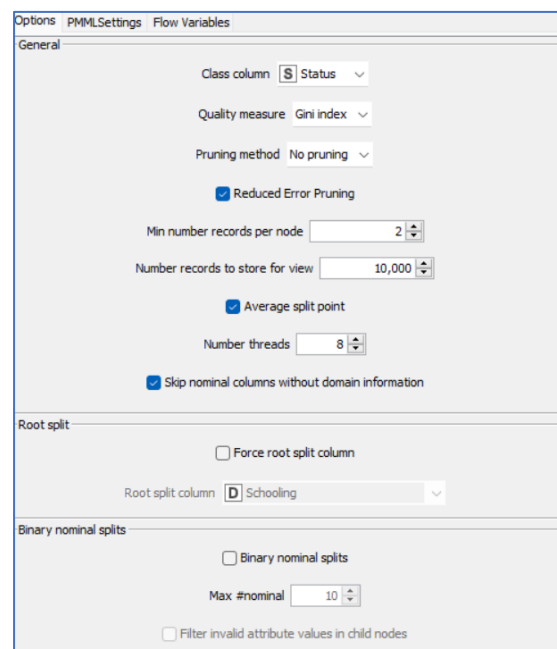 Options PMMLSettings Flow Variables
General
Class column S Status
Quality measure Gini index
Pruning method No pruning
Reduced Error Pruning
Min number records per node 2
Number records to store for view 10,000
Average split point
Number threads 8
Skip nominal columns without domain information
Root split
Force root split column
Root split column D Schooling
Binary nominal splits
Binary nominal splits
Max #nominal 10
Filter invalid attribute values in child nodes